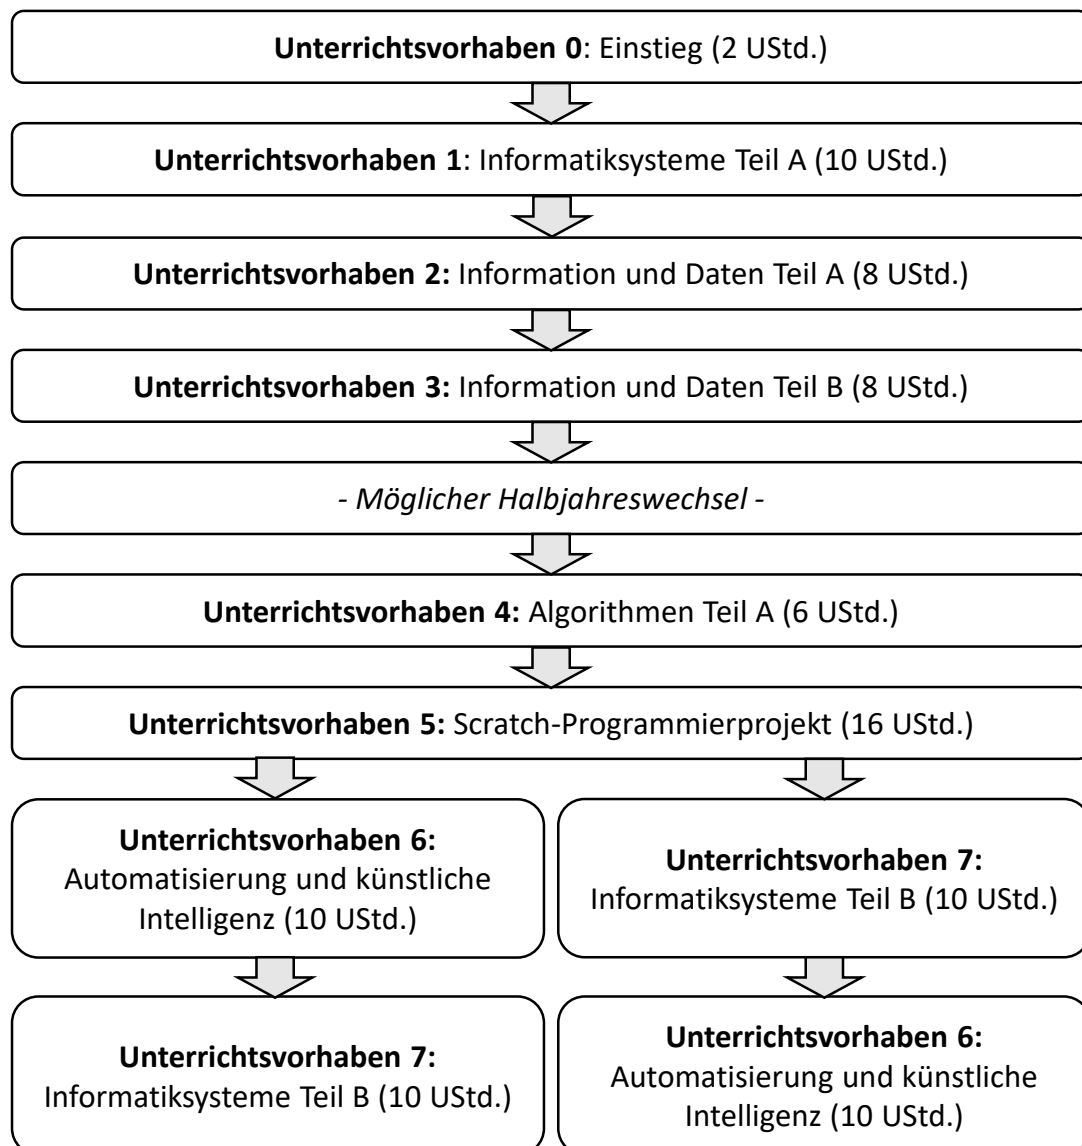 Unterrichtsvorhaben 0: Einstieg (2 UStd.)
Unterrichtsvorhaben 1: Informatiksysteme Teil A (10 UStd.)
Unterrichtsvorhaben 2: Information und Daten Teil A (8 UStd.)
Unterrichtsvorhaben 3: Information und Daten Teil B (8 UStd.)
- Möglicher Halbjahreswechsel -
Unterrichtsvorhaben 4: Algorithmen Teil A (6 UStd.)
Unterrichtsvorhaben 5: Scratch-Programmierprojekt (16 UStd.)
Unterrichtsvorhaben 6:
Automatisierung und künstliche
Intelligenz (10 UStd.)
Unterrichtsvorhaben 7:
Informatiksysteme Teil B (10 UStd.)
Unterrichtsvorhaben 7:
Informatiksysteme Teil B (10 UStd.)
Unterrichtsvorhaben 6:
Automatisierung und künstliche
Intelligenz (10 UStd.)